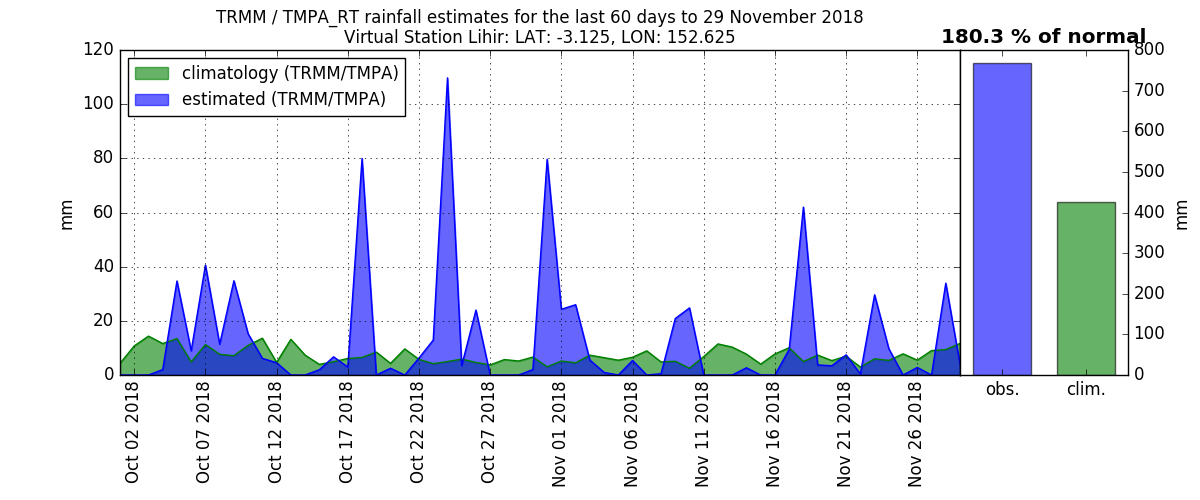 TRMM / TMPA_RT rainfall estimates for the last 60 days to 29 November 2018
Virtual Station Lihir: LAT: -3.125, LON: 152.625
180.3 % of normal
climatology (TRMM/TMPA)
estimated (TRMM/TMPA)
120
100
80
60
40
20
0
mm
800
700
600
500
400
300
200
100
0
mm
obs.
clim.
Oct 02 2018
Oct 07 2018
Oct 12 2018
Oct 17 2018
Oct 22 2018
Oct 27 2018
Nov 01 2018
Nov 06 2018
Nov 11 2018
Nov 16 2018
Nov 21 2018
Nov 26 2018